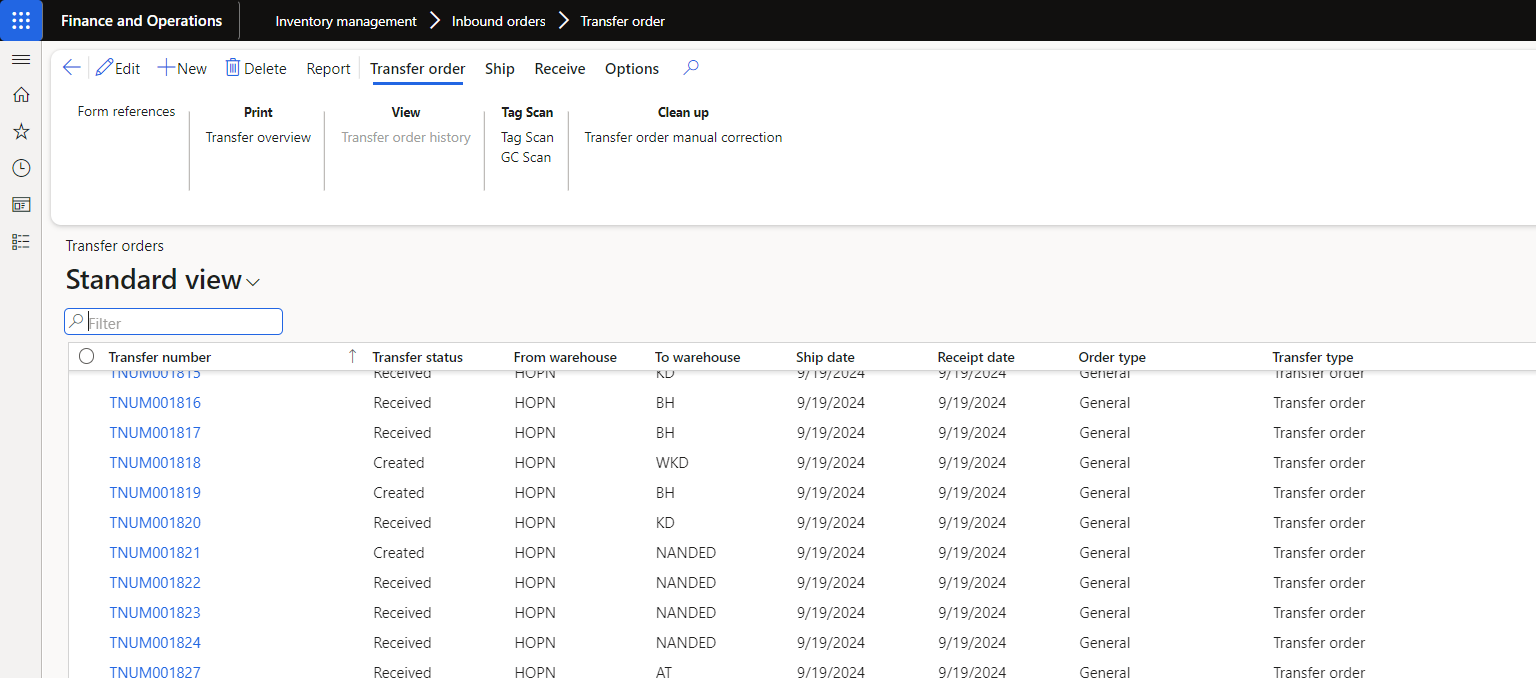 Finance and Operations Inventory management Inbound orders Transfer order
Edit New Delete Report Transfer order Ship Receive Options
Form references Print View Tag Scan Clean up
Transfer overview Transfer order history Tag Scan Transfer order manual correction
GC Scan
Transfer orders
Standard view
Filter
Transfer number Transfer status From warehouse To warehouse Ship date Receipt date Order type Transfer type
TNUM001815 Received HOPN KD 9/19/2024 9/19/2024 General Transfer order
TNUM001816 Received HOPN BH 9/19/2024 9/19/2024 General Transfer order
TNUM001817 Received HOPN BH 9/19/2024 9/19/2024 General Transfer order
TNUM001818 Created HOPN WKD 9/19/2024 9/19/2024 General Transfer order
TNUM001819 Created HOPN BH 9/19/2024 9/19/2024 General Transfer order
TNUM001820 Received HOPN KD 9/19/2024 9/19/2024 General Transfer order
TNUM001821 Created HOPN NANDED 9/19/2024 9/19/2024 General Transfer order
TNUM001822 Received HOPN NANDED 9/19/2024 9/19/2024 General Transfer order
TNUM001823 Received HOPN NANDED 9/19/2024 9/19/2024 General Transfer order
TNUM001824 Received HOPN NANDED 9/19/2024 9/19/2024 General Transfer order
TNUM001827 Received HOPN AT 9/19/2024 9/19/2024 General Transfer order